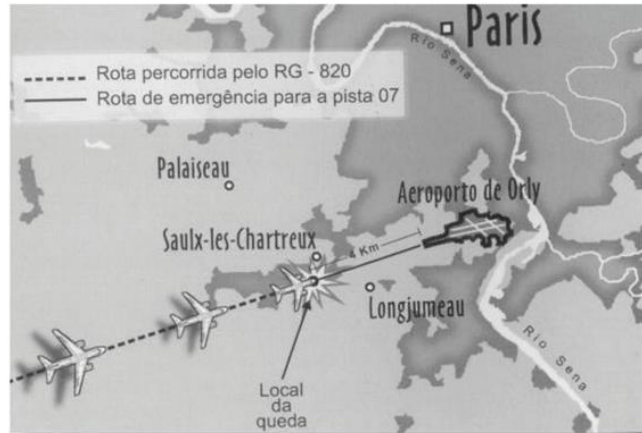 Paris
Rio Sena
Rota percorrida pelo RG - 820
Rota de emergência para a pista 07
Palaiseau
Aeroporto de Orly
Saulx-les-Chartreux
4 Km
Longjumeau
Rio Sena
Local
da
queda